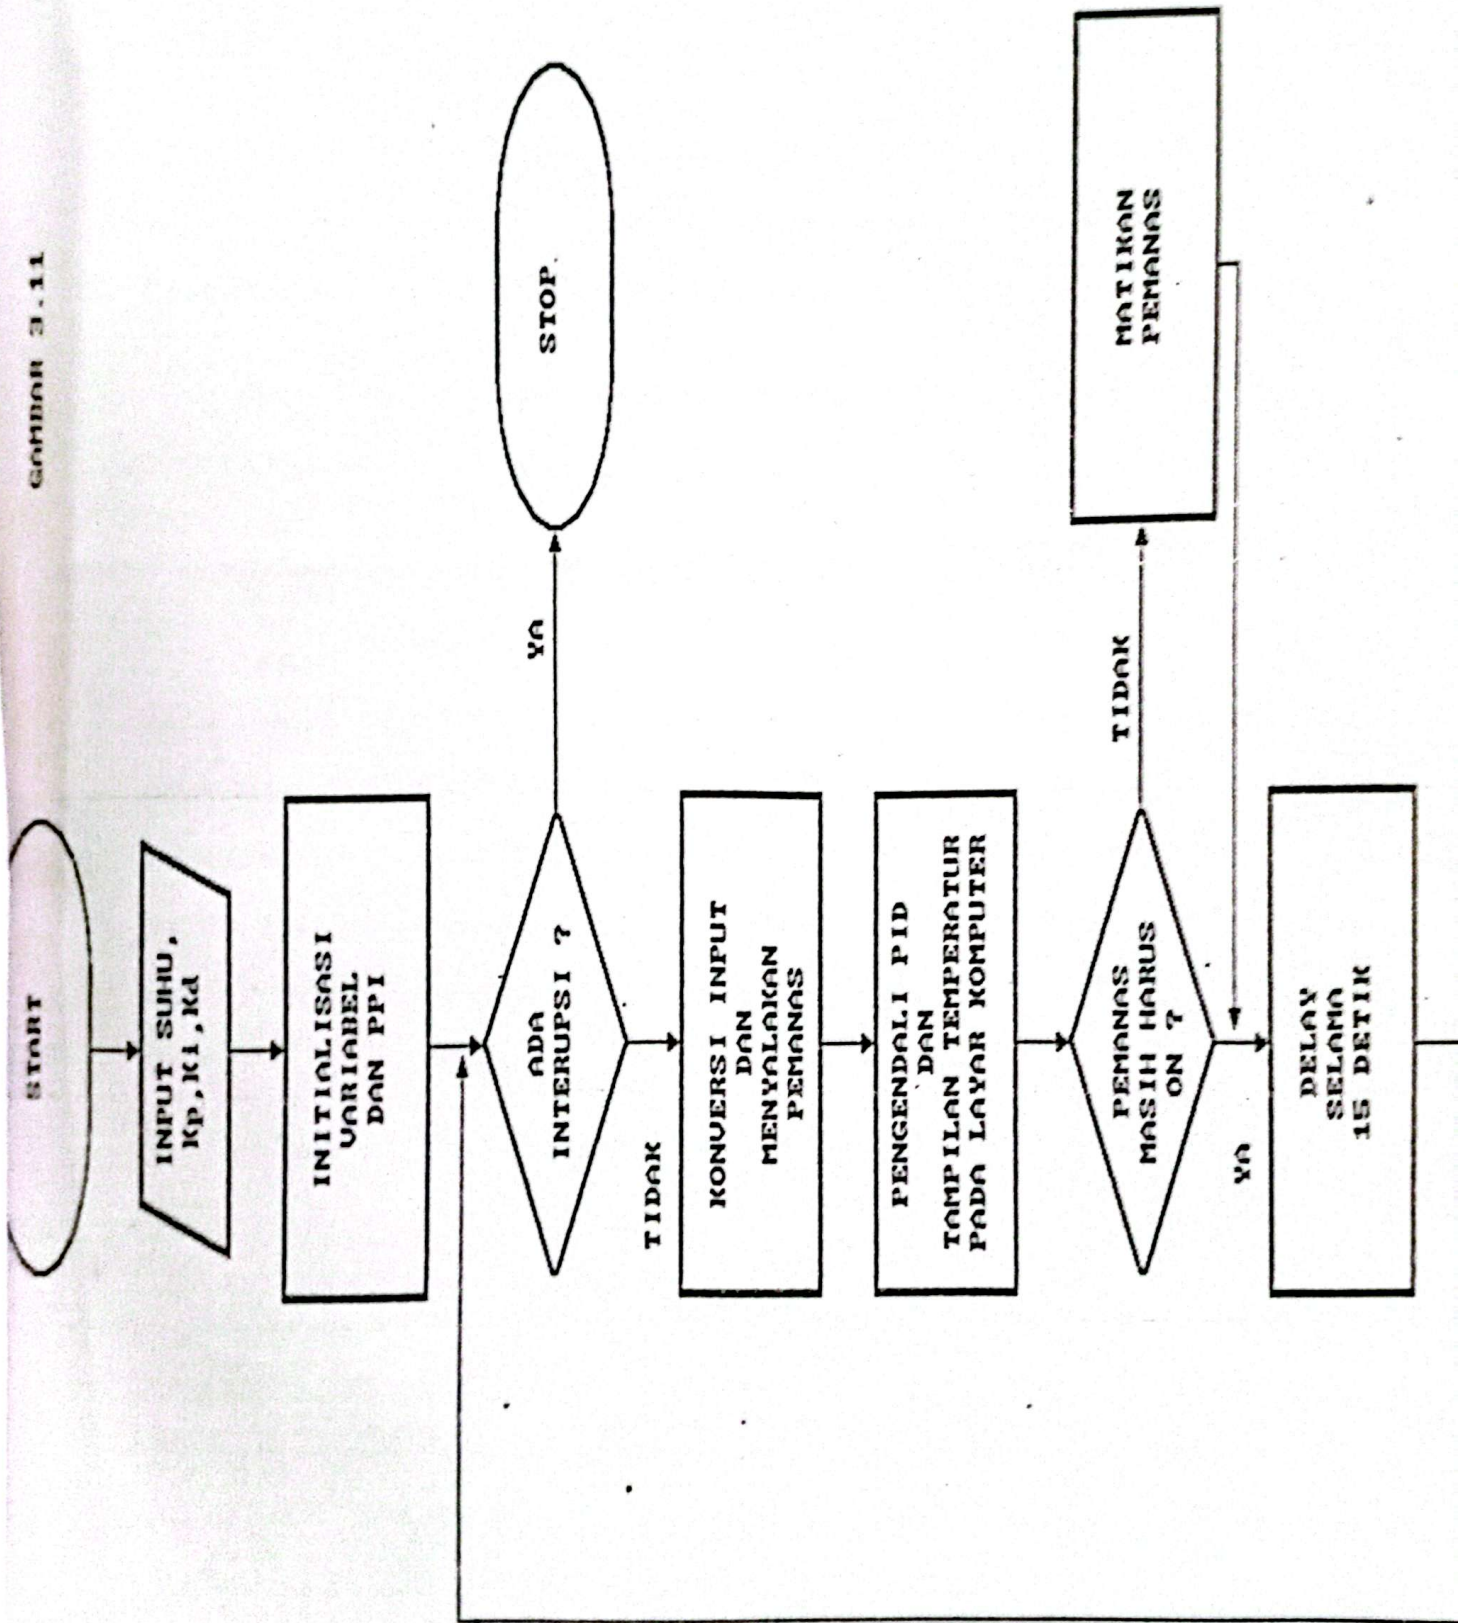 GAMBAR 3.11
START
INPUT SUHU,
Kp,Ki,Kd
INITIALISASI
VARIABEL
DAN PPI
ADA
INTERUPSI ?
YA
STOP.
TIDAK
KONVERSI INPUT
DAN
MENYALAKAN
PEMANAS
PENGENDALI PID
DAN
TAMPILAN TEMPERATUR
PADA LAYAR KOMPUTER
PEMANAS
MASIH HARUS
ON ?
TIDAK
MATIKAN
PEMANAS
YA
DELAY
SELAMA
15 DETIK